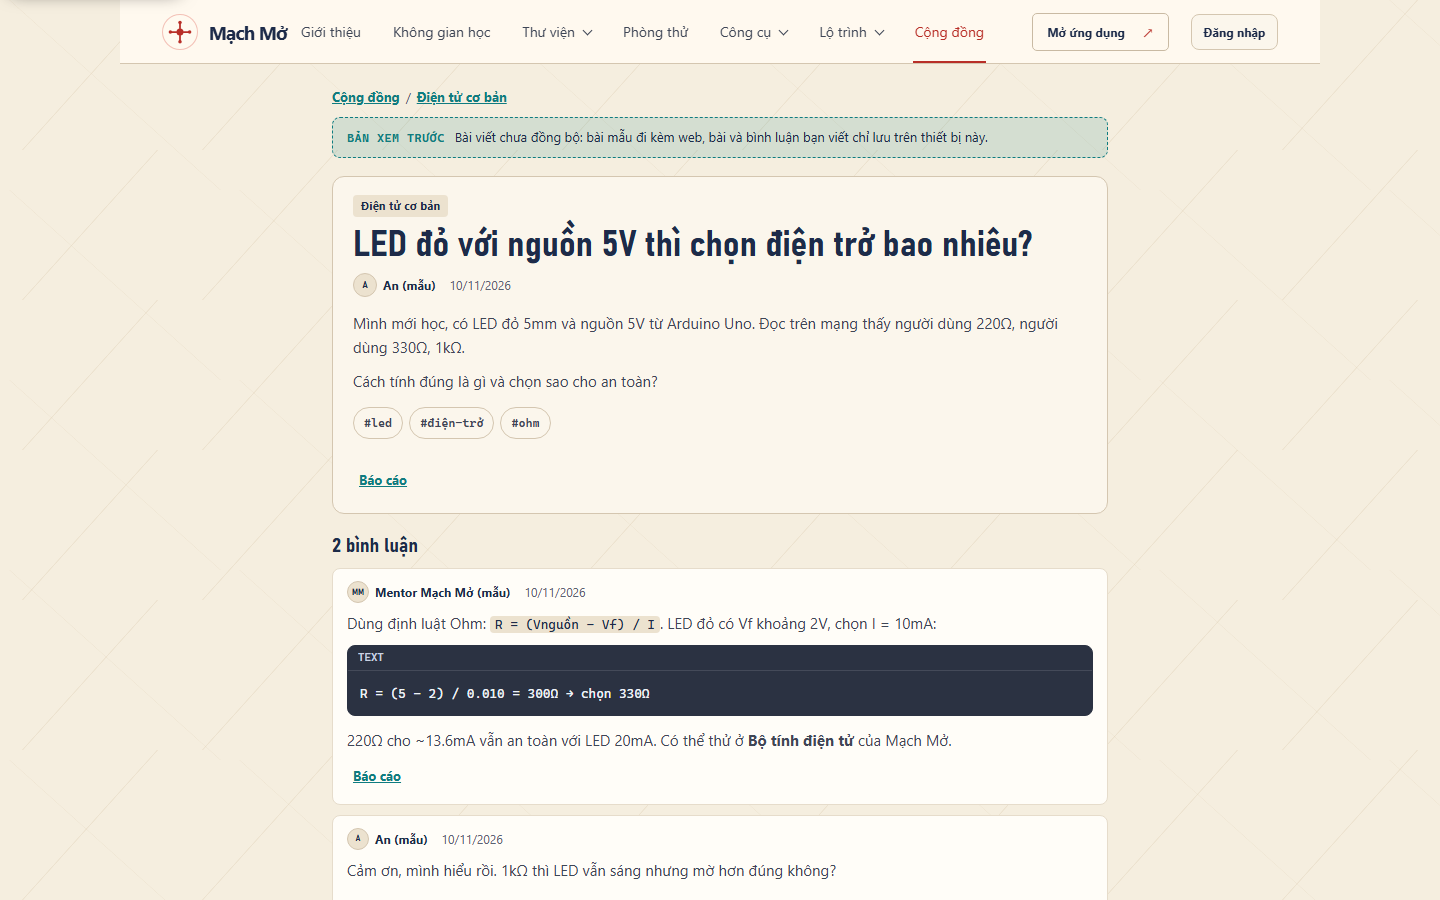 Mạch Mở Giới thiệu Không gian học Thư viện Phòng thử Công cụ Lộ trình Cộng đồng Mở ứng dụng ↗ Đăng nhập
Cộng đồng / Điện tử cơ bản
BẢN XEM TRƯỚC Bài viết chưa đồng bộ: bài mẫu đi kèm web, bài và bình luận bạn viết chỉ lưu trên thiết bị này.
Điện tử cơ bản
LED đỏ với nguồn 5V thì chọn điện trở bao nhiêu?
A An (mẫu) 10/11/2026
Mình mới học, có LED đỏ 5mm và nguồn 5V từ Arduino Uno. Đọc trên mạng thấy người dùng 220Ω, người
dùng 330Ω, 1kΩ.
Cách tính đúng là gì và chọn sao cho an toàn?
#led #điện-trở #ohm
Báo cáo
2 bình luận
MM Mentor Mạch Mở (mẫu) 10/11/2026
Dùng định luật Ohm: R = (Vnguồn - Vf) / I. LED đỏ có Vf khoảng 2V, chọn I = 10mA:
TEXT
R = (5 - 2) / 0.010 = 300Ω → chọn 330Ω
220Ω cho ~13.6mA vẫn an toàn với LED 20mA. Có thể thử ở Bộ tính điện tử của Mạch Mở.
Báo cáo
A An (mẫu) 10/11/2026
Cảm ơn, mình hiểu rồi. 1kΩ thì LED vẫn sáng nhưng mờ hơn đúng không?